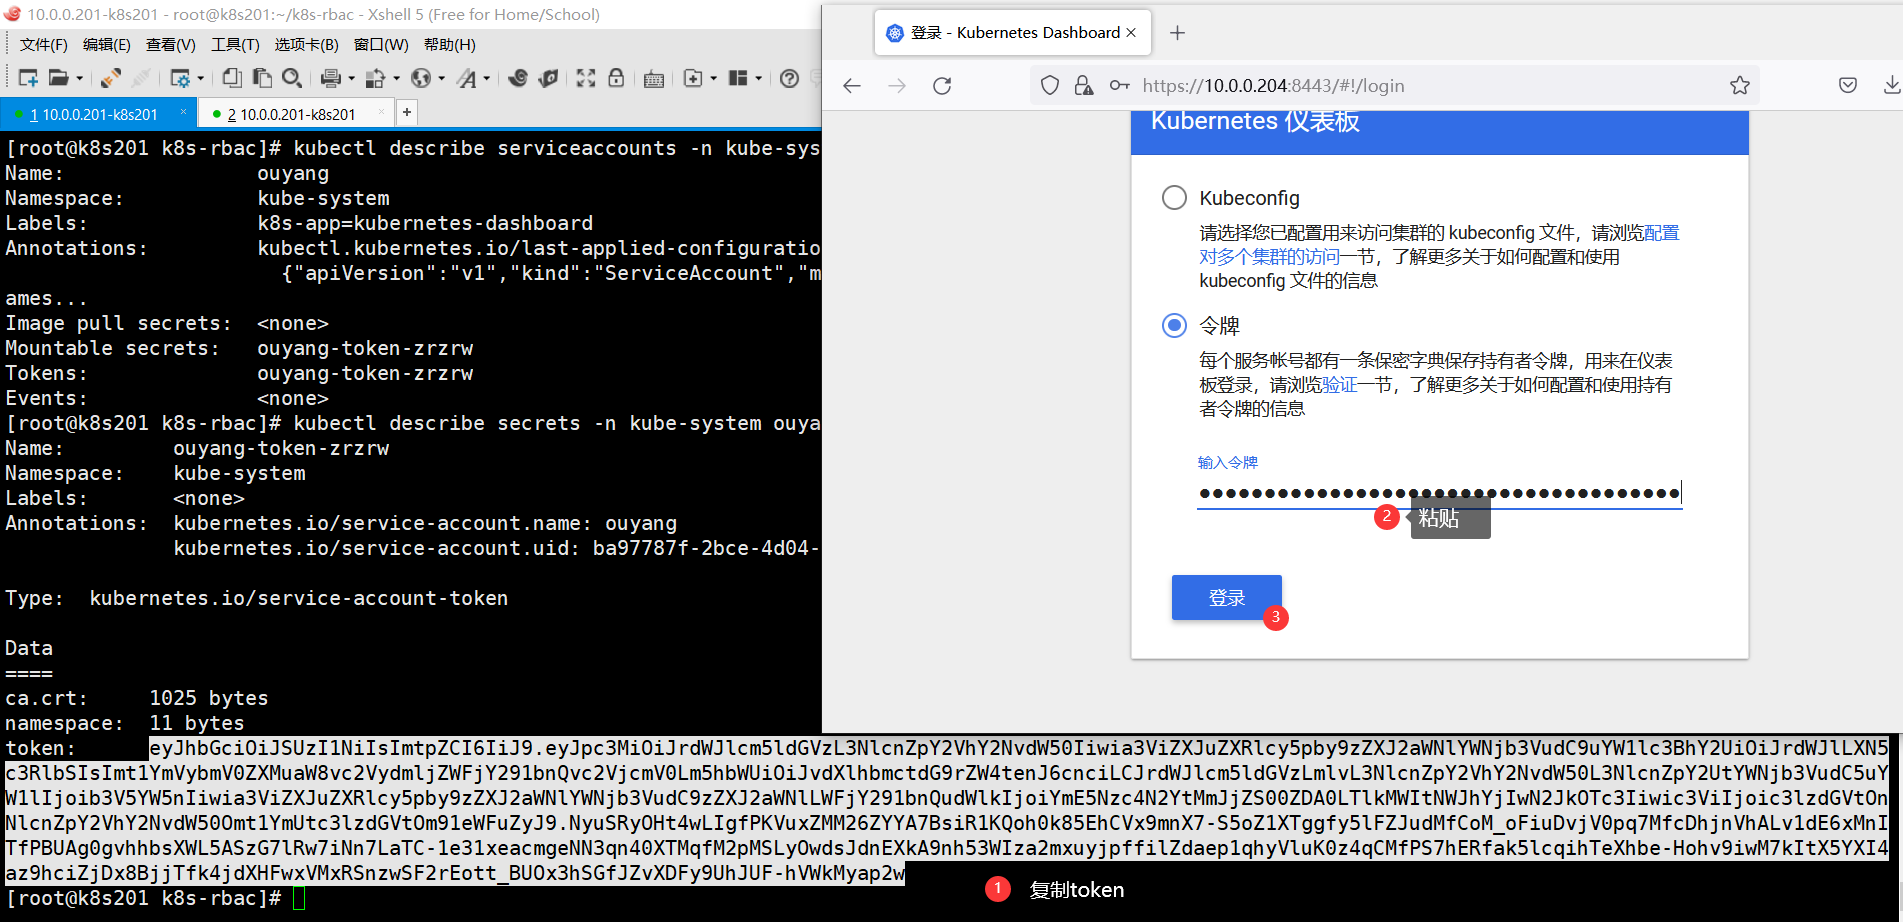 10.0.0.201-k8s201 - root@k8s201:~/k8s-rbac - Xshell 5 (Free for Home/School)
文件(F) 编辑(E) 查看(V) 工具(T) 选项卡(B) 窗口(W) 帮助(H)
1 10.0.0.201-k8s201 × 2 10.0.0.201-k8s201 × +
[root@k8s201 k8s-rbac]# kubectl describe serviceaccounts -n kube-sys
Name: ouyang
Namespace: kube-system
Labels: k8s-app=kubernetes-dashboard
Annotations: kubectl.kubernetes.io/last-applied-configuratio
{"apiVersion":"v1","kind":"ServiceAccount","m
ames...
Image pull secrets: <none>
Mountable secrets: ouyang-token-zrzrw
Tokens: ouyang-token-zrzrw
Events: <none>
[root@k8s201 k8s-rbac]# kubectl describe secrets -n kube-system ouya
Name: ouyang-token-zrzrw
Namespace: kube-system
Labels: <none>
Annotations: kubernetes.io/service-account.name: ouyang
kubernetes.io/service-account.uid: ba97787f-2bce-4d04-
Type: kubernetes.io/service-account-token
Data
====
ca.crt: 1025 bytes
namespace: 11 bytes
token: eyJhbGciOiJSUzI1NiIsImtpZCI6IiJ9.eyJpc3MiOiJrdWJlcm5ldGVzL3NlcnZpY2VhY2NvdW50Iiwia3ViZXJuZXRlcy5pby9zZXJ2aWNlYWNjb3VudC9uYW1lc3BhY2UiOiJrdWJlLXN5
c3RlbSIsImt1YmVybmV0ZXMuaW8vc2VydmljZWFjY291bnQvc2VjcmV0Lm5hbWUiOiJvdXlhbmctdG9rZW4tenJ6cnciLCJrdWJlcm5ldGVzLmlvL3NlcnZpY2VhY2NvdW50L3NlcnZpY2UtYWNjb3VudC5uY
W1lIjoib3V5YW5nIiwia3ViZXJuZXRlcy5pby9zZXJ2aWNlYWNjb3VudC9zZXJ2aWNlLWFjY291bnQudWlkIjoiYmE5Nzc4N2YtMmJjZS00ZDA0LTlkMWItNWJhYjIwN2JkOTc3Iiwic3ViIjoic3lzdGVtOn
NlcnZpY2VhY2NvdW50Omt1YmUtc3lzdGVtOm91eWFuZyJ9.NyuSRyOHt4wLIgfPKVuxZMM26ZYYA7BsiR1KQoh0k85EhCVx9mnX7-S5oZ1XTggfy5lFZJudMfCoM_oFiuDvjV0pq7MfcDhjnVhALv1dE6xMnI
TfPBUAg0gvhhbsXWL5ASzG7lRw7iNn7LaTC-1e31xeacmgeNN3qn40XTMqfM2pMSLyOwdsJdnEXkA9nh53WIza2mxuyjpffilZdaep1qhyVluK0z4qCMfPS7hERfak5lcqihTeXhbe-Hohv9iwM7kItX5YXI4
az9hciZjDx8BjjTfk4jdXHFwxVMxRSnzwSF2rEott_BUOx3hSGfJZvXDFy9UhJUF-hVWkMyap2w
[root@k8s201 k8s-rbac]#
1 复制token
登录 - Kubernetes Dashboard × +
https://10.0.0.204:8443/#!/login
Kubernetes 仪表板
Kubeconfig
请选择您已配置用来访问集群的 kubeconfig 文件，请浏览配置
对多个集群的访问一节，了解更多关于如何配置和使用
kubeconfig 文件的信息
令牌
每个服务帐号都有一条保密字典保存持有者令牌，用来在仪表
板登录，请浏览验证一节，了解更多关于如何配置和使用持有
者令牌的信息
输入令牌
2 粘贴
登录
3